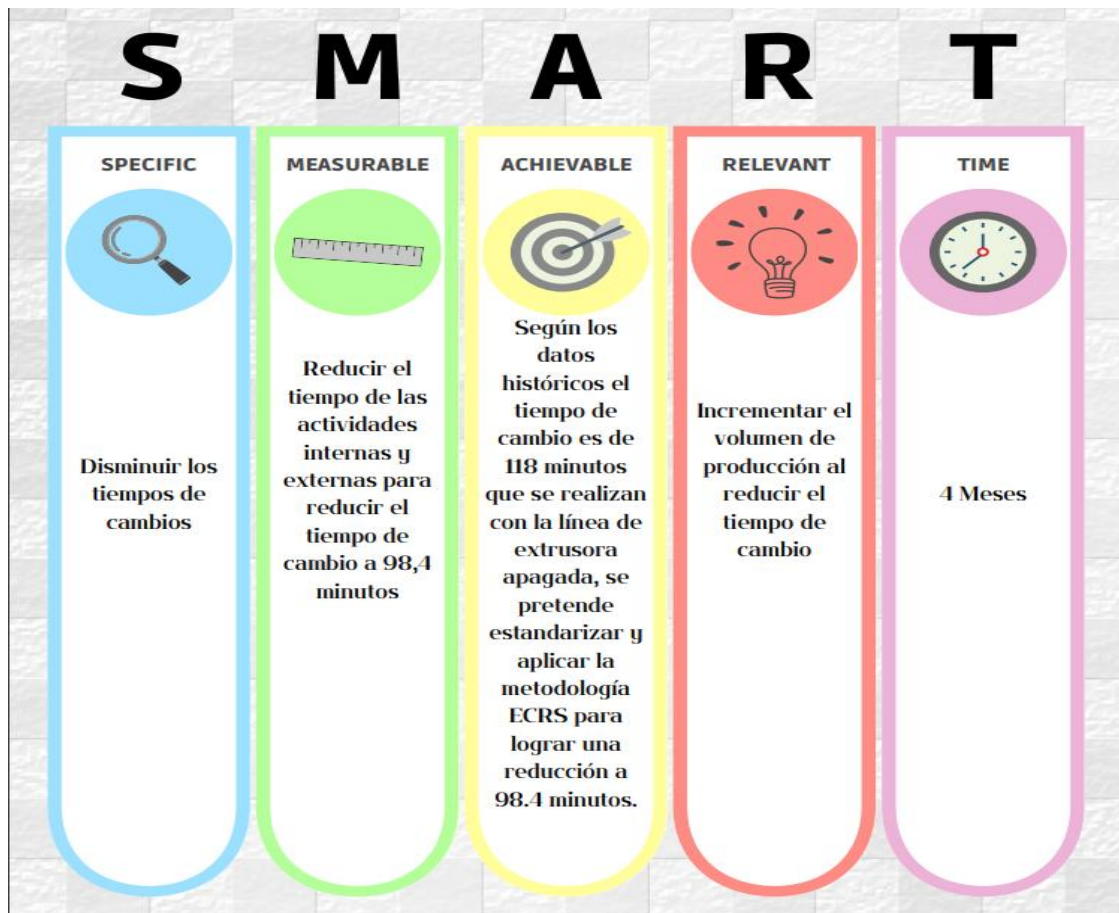 S M A R T
SPECIFIC
Disminuir los
tiempos de
cambios
MEASURABLE
Reducir el
tiempo de las
actividades
internas y
externas para
reducir el
tiempo de
cambio a 98,4
minutos
ACHIEVABLE
Según los
datos
históricos el
tiempo de
cambio es de
118 minutos
que se realizan
con la línea de
extrusora
apagada, se
pretende
estandarizar y
aplicar la
metodología
ECRS para
lograr una
reducción a
98.4 minutos.
RELEVANT
Incrementar el
volumen de
producción al
reducir el
tiempo de
cambio
TIME
4 Meses